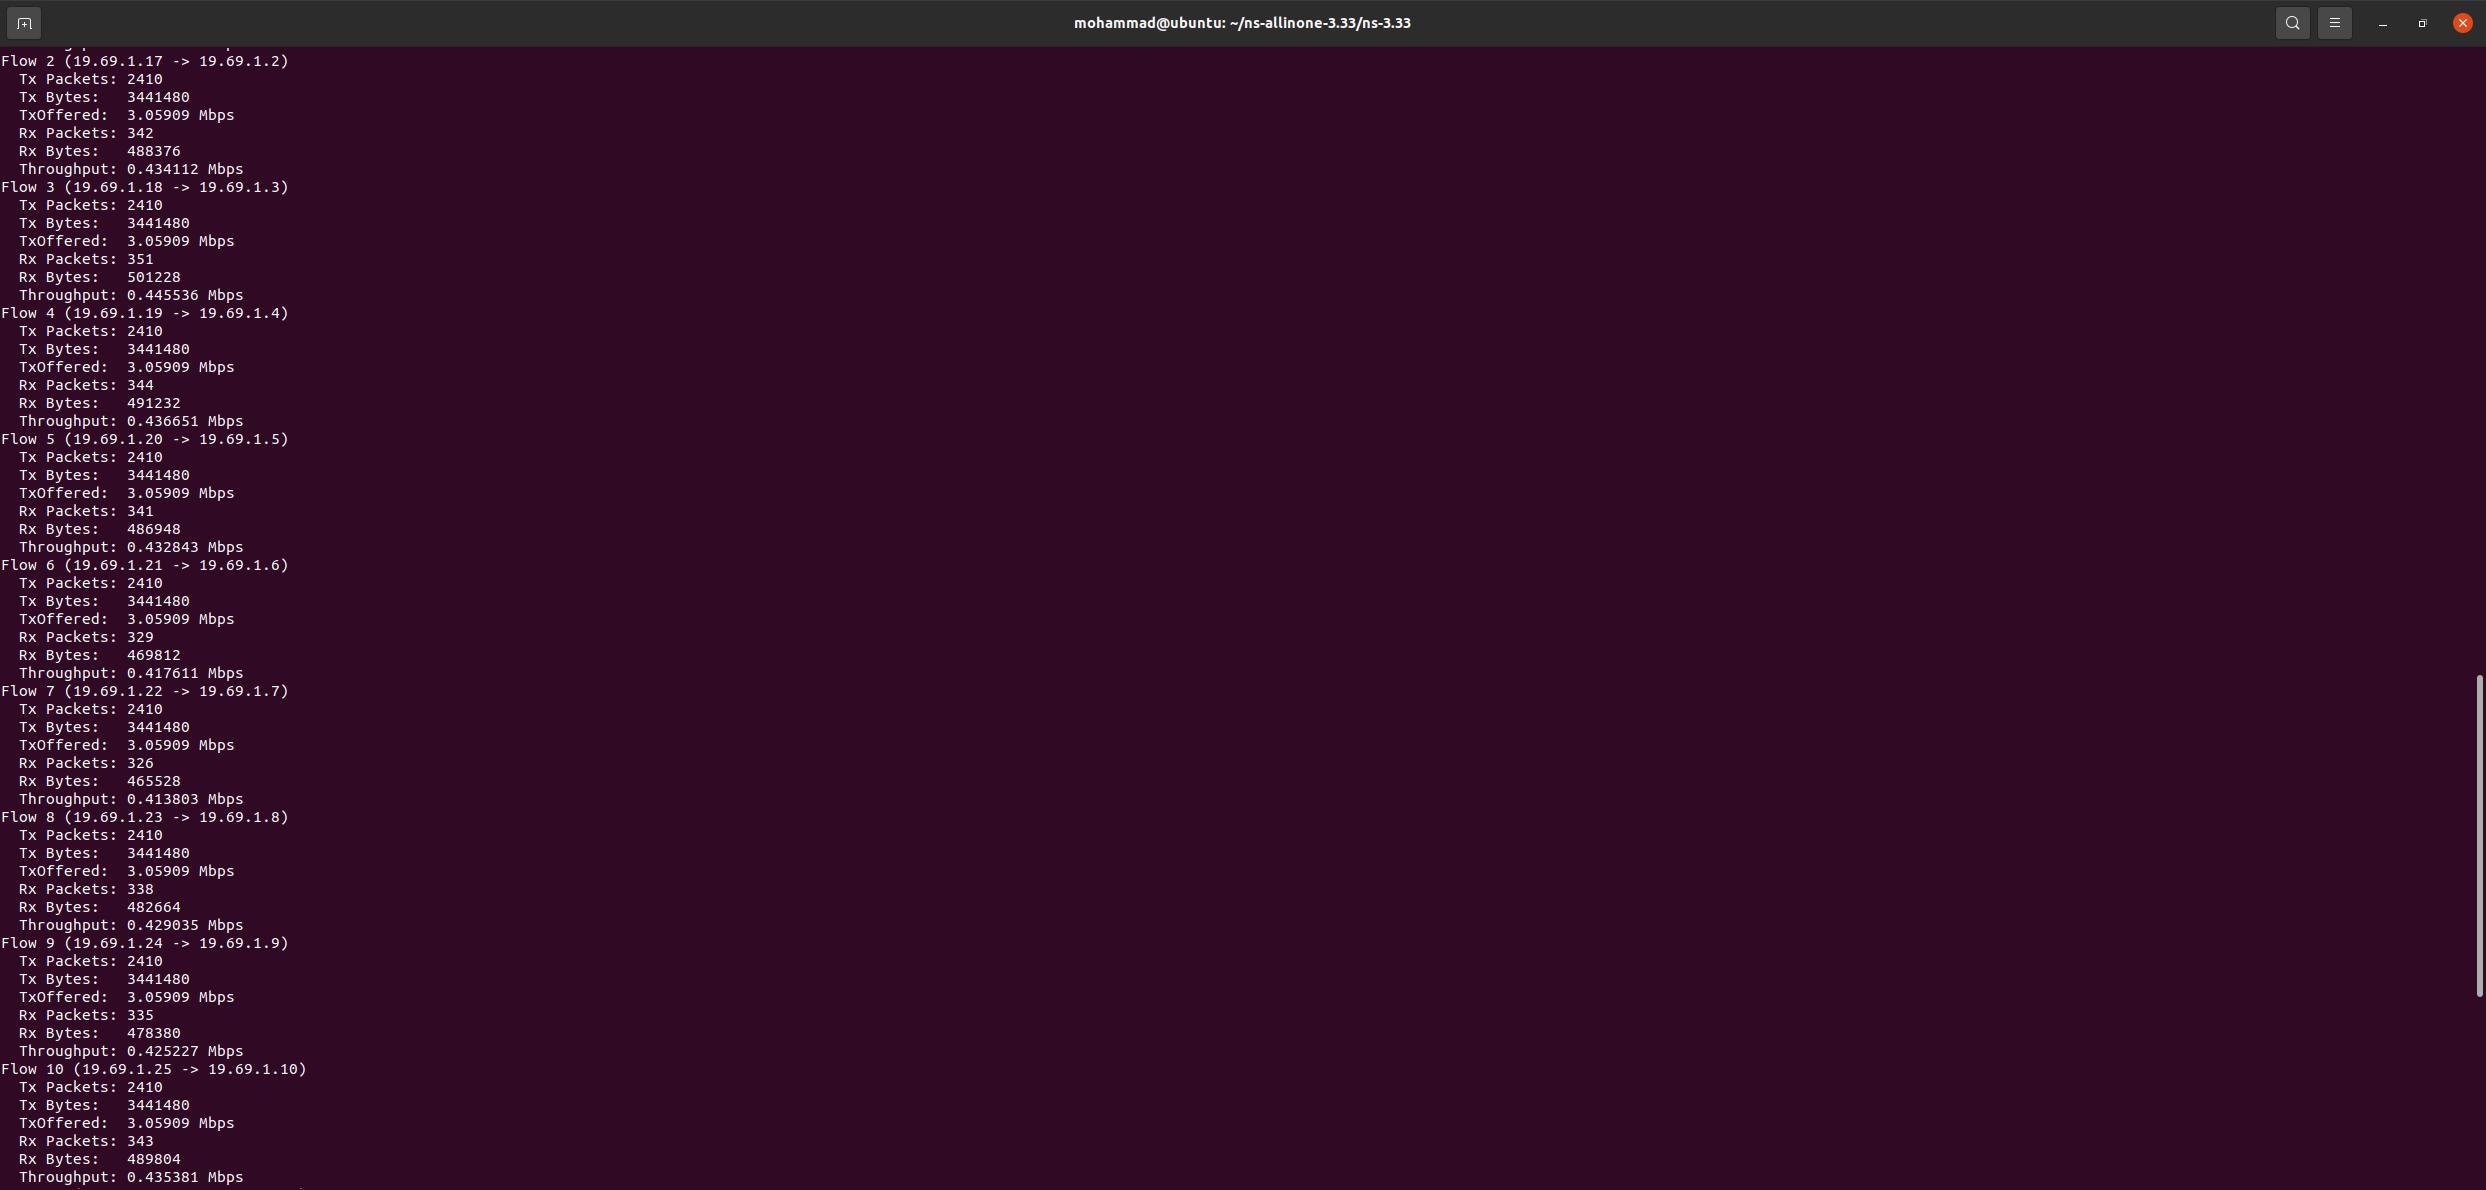 mohammad@ubuntu: ~/ns-allinone-3.33/ns-3.33
Flow 2 (19.69.1.17 -> 19.69.1.2)
  Tx Packets: 2410
  Tx Bytes:   3441480
  TxOffered:  3.05909 Mbps
  Rx Packets: 342
  Rx Bytes:   488376
  Throughput: 0.434112 Mbps
Flow 3 (19.69.1.18 -> 19.69.1.3)
  Tx Packets: 2410
  Tx Bytes:   3441480
  TxOffered:  3.05909 Mbps
  Rx Packets: 351
  Rx Bytes:   501228
  Throughput: 0.445536 Mbps
Flow 4 (19.69.1.19 -> 19.69.1.4)
  Tx Packets: 2410
  Tx Bytes:   3441480
  TxOffered:  3.05909 Mbps
  Rx Packets: 344
  Rx Bytes:   491232
  Throughput: 0.436651 Mbps
Flow 5 (19.69.1.20 -> 19.69.1.5)
  Tx Packets: 2410
  Tx Bytes:   3441480
  TxOffered:  3.05909 Mbps
  Rx Packets: 341
  Rx Bytes:   486948
  Throughput: 0.432843 Mbps
Flow 6 (19.69.1.21 -> 19.69.1.6)
  Tx Packets: 2410
  Tx Bytes:   3441480
  TxOffered:  3.05909 Mbps
  Rx Packets: 329
  Rx Bytes:   469812
  Throughput: 0.417611 Mbps
Flow 7 (19.69.1.22 -> 19.69.1.7)
  Tx Packets: 2410
  Tx Bytes:   3441480
  TxOffered:  3.05909 Mbps
  Rx Packets: 326
  Rx Bytes:   465528
  Throughput: 0.413803 Mbps
Flow 8 (19.69.1.23 -> 19.69.1.8)
  Tx Packets: 2410
  Tx Bytes:   3441480
  TxOffered:  3.05909 Mbps
  Rx Packets: 338
  Rx Bytes:   482664
  Throughput: 0.429035 Mbps
Flow 9 (19.69.1.24 -> 19.69.1.9)
  Tx Packets: 2410
  Tx Bytes:   3441480
  TxOffered:  3.05909 Mbps
  Rx Packets: 335
  Rx Bytes:   478380
  Throughput: 0.425227 Mbps
Flow 10 (19.69.1.25 -> 19.69.1.10)
  Tx Packets: 2410
  Tx Bytes:   3441480
  TxOffered:  3.05909 Mbps
  Rx Packets: 343
  Rx Bytes:   489804
  Throughput: 0.435381 Mbps